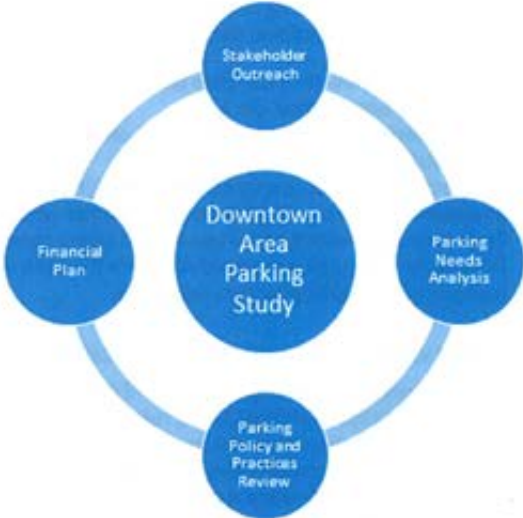 Stakeholder
Outreach
Downtown
Area
Parking
Study
Financial
Plan
Parking
Needs
Analysis
Parking
Policy and
Practices
Review